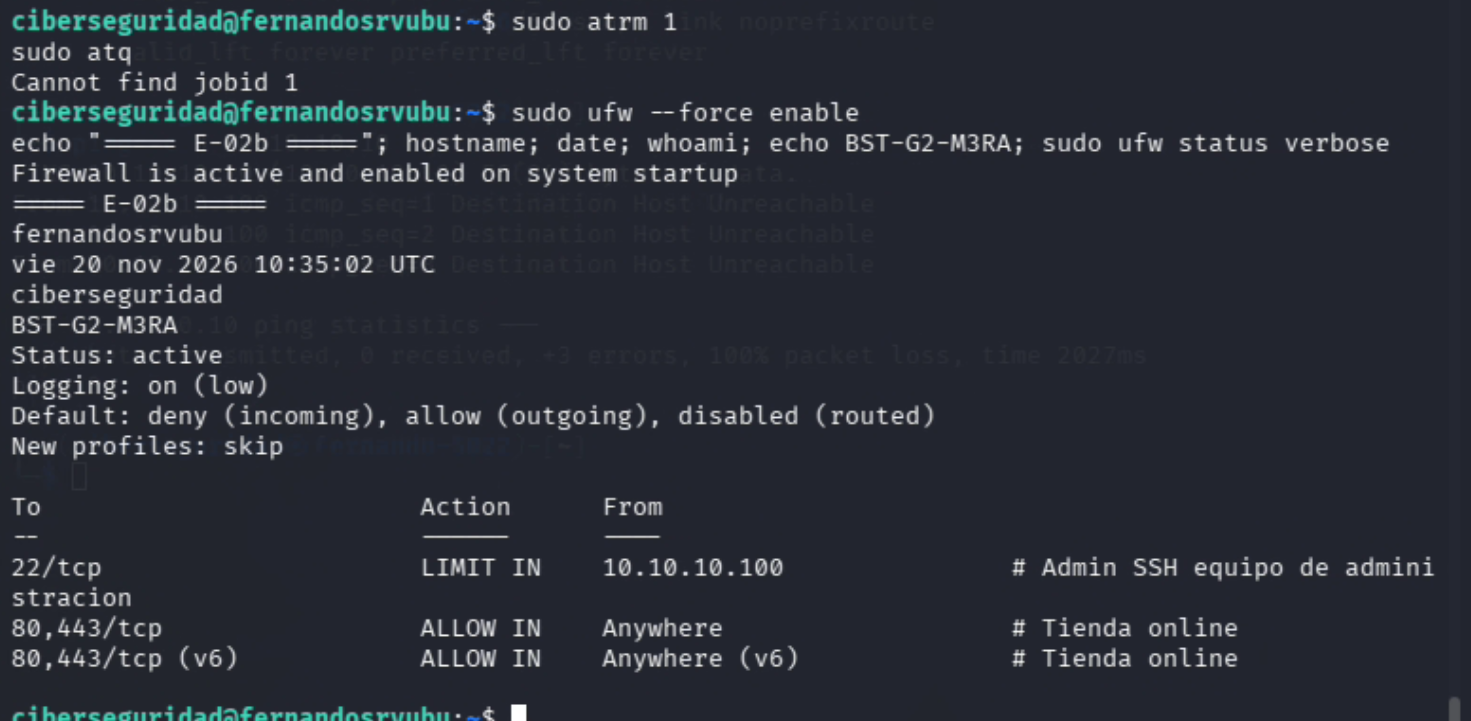 ciberseguridad@fernandosrvubu:~$ sudo atrm 1
sudo atq
Cannot find jobid 1
ciberseguridad@fernandosrvubu:~$ sudo ufw --force enable
echo "===== E-02b ====="; hostname; date; whoami; echo BST-G2-M3RA; sudo ufw status verbose
Firewall is active and enabled on system startup
===== E-02b =====
fernandosrvubu
vie 20 nov 2026 10:35:02 UTC
ciberseguridad
BST-G2-M3RA
Status: active
Logging: on (low)
Default: deny (incoming), allow (outgoing), disabled (routed)
New profiles: skip
To                         Action      From
--                         ------      ----
22/tcp                     LIMIT IN    10.10.10.100               # Admin SSH equipo de admini
stracion
80,443/tcp                 ALLOW IN    Anywhere                   # Tienda online
80,443/tcp (v6)            ALLOW IN    Anywhere (v6)              # Tienda online
ciberseguridad@fernandosrvubu:~$